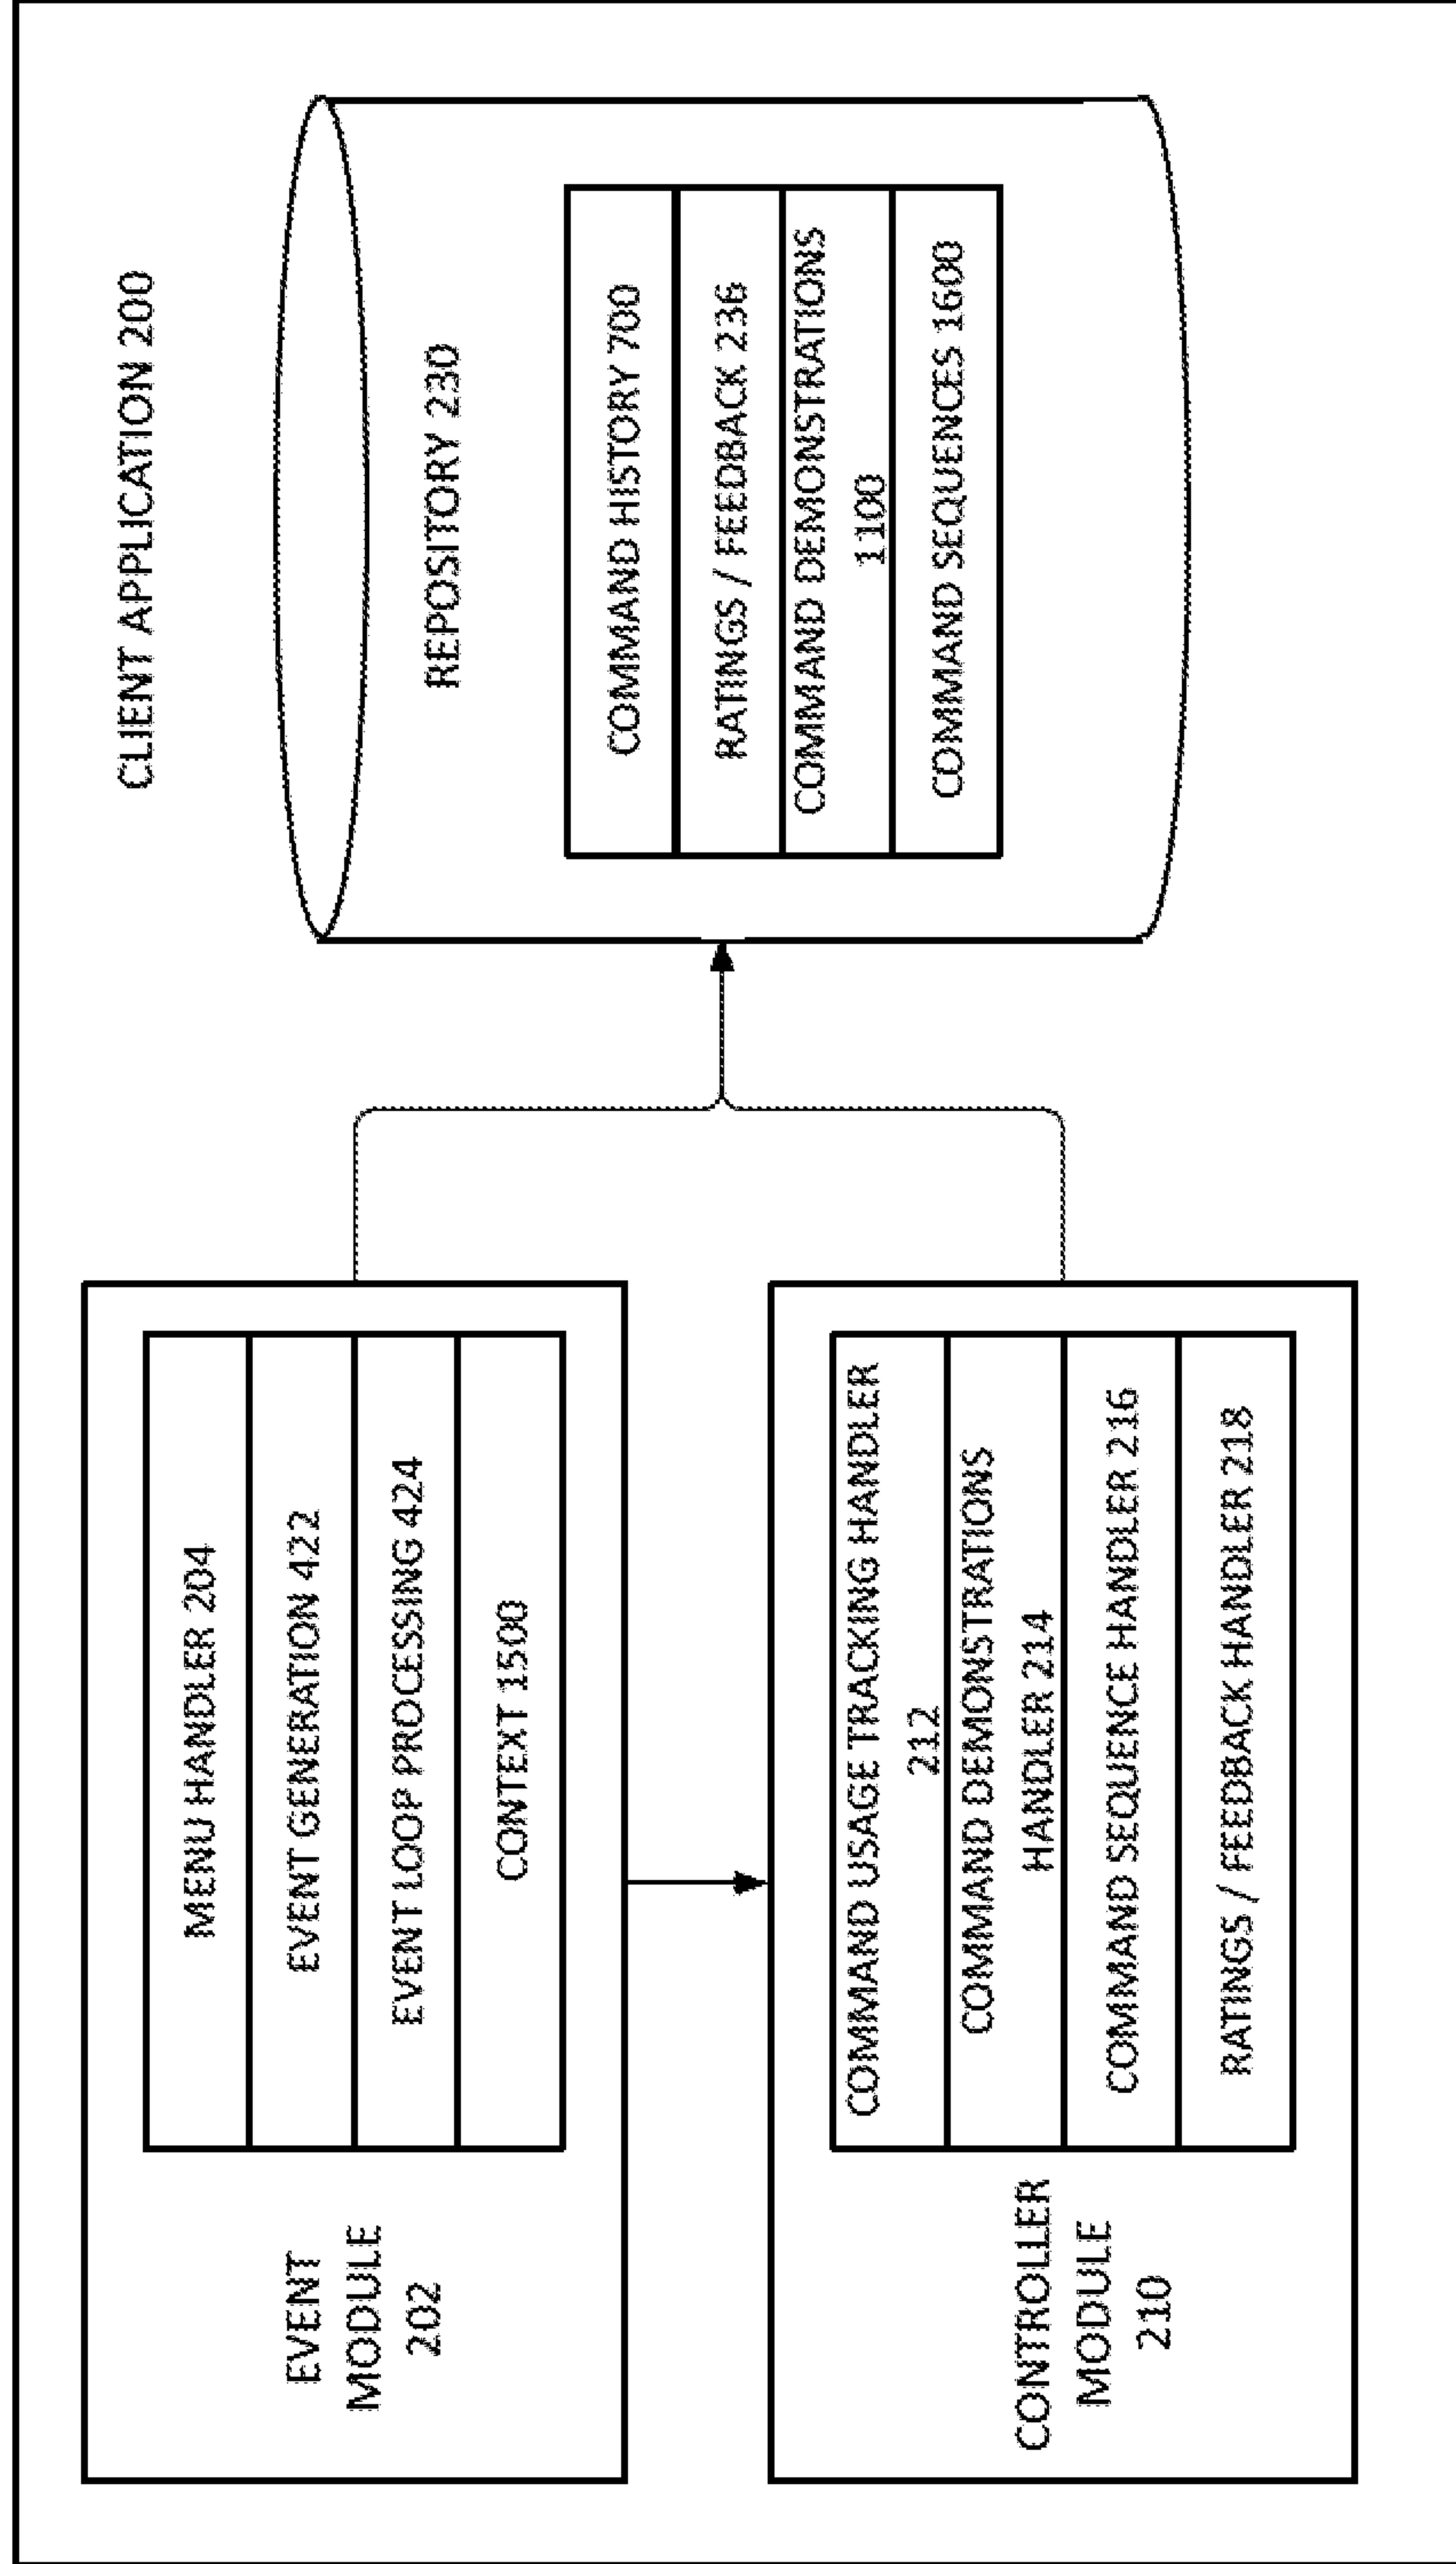 CLIENT APPLICATION 200
EVENT
MODULE
202
MENU HANDLER 204
EVENT GENERATION 422
EVENT LOOP PROCESSING 424
CONTEXT 1500
CONTROLLER
MODULE
210
COMMAND USAGE TRACKING HANDLER
212
COMMAND DEMONSTRATIONS
HANDLER 214
COMMAND SEQUENCE HANDLER 216
RATINGS / FEEDBACK HANDLER 218
REPOSITORY 230
COMMAND HISTORY 700
RATINGS / FEEDBACK 236
COMMAND DEMONSTRATIONS
1100
COMMAND SEQUENCES 1600